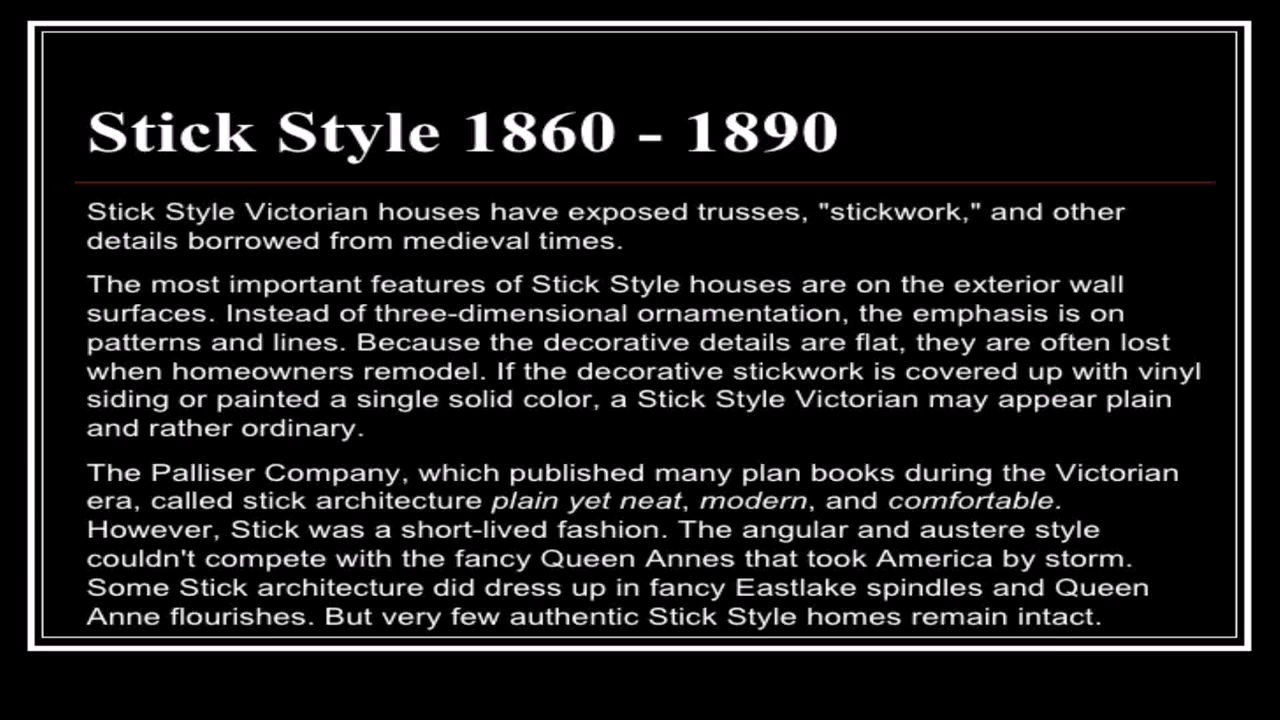 Stick Style 1860 - 1890
Stick Style Victorian houses have exposed trusses, "stickwork," and other
details borrowed from medieval times.
The most important features of Stick Style houses are on the exterior wall
surfaces. Instead of three-dimensional ornamentation, the emphasis is on
patterns and lines. Because the decorative details are flat, they are often lost
when homeowners remodel. If the decorative stickwork is covered up with vinyl
siding or painted a single solid color, a Stick Style Victorian may appear plain
and rather ordinary.
The Palliser Company, which published many plan books during the Victorian
era, called stick architecture plain yet neat, modern, and comfortable.
However, Stick was a short-lived fashion. The angular and austere style
couldn't compete with the fancy Queen Annes that took America by storm.
Some Stick architecture did dress up in fancy Eastlake spindles and Queen
Anne flourishes. But very few authentic Stick Style homes remain intact.